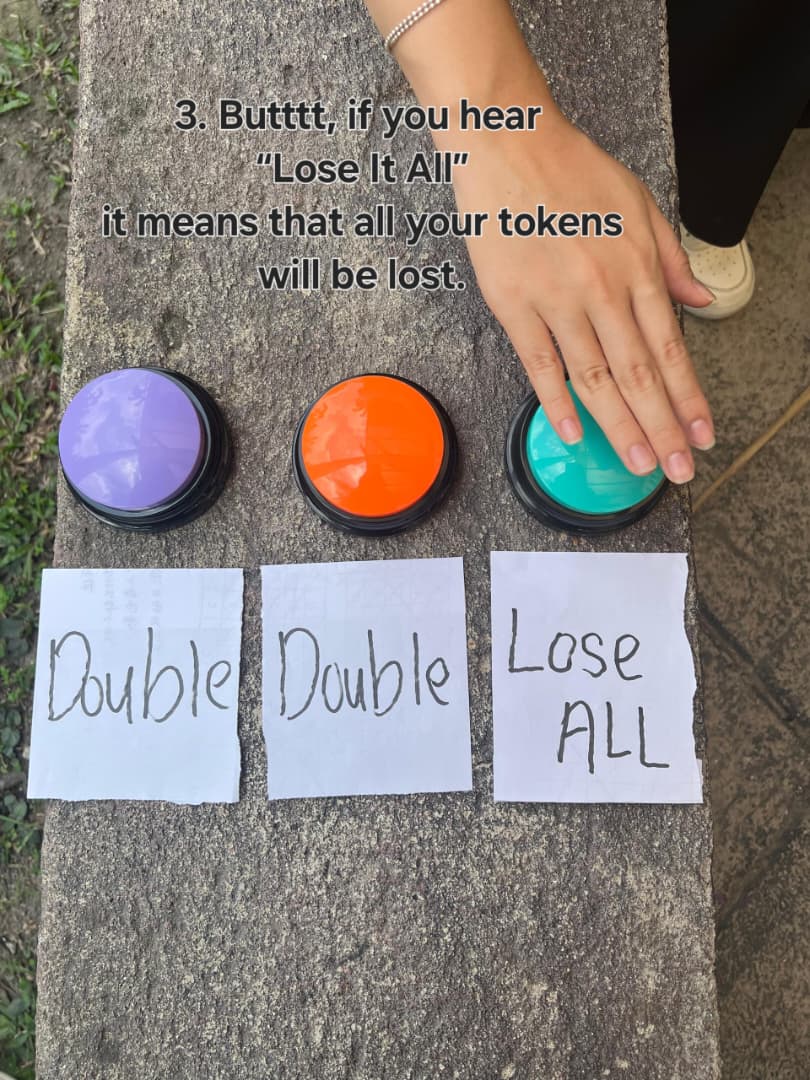 3. Butttt, if you hear
“Lose It All”
it means that all your tokens
will be lost.
Double
Double
Lose
ALL